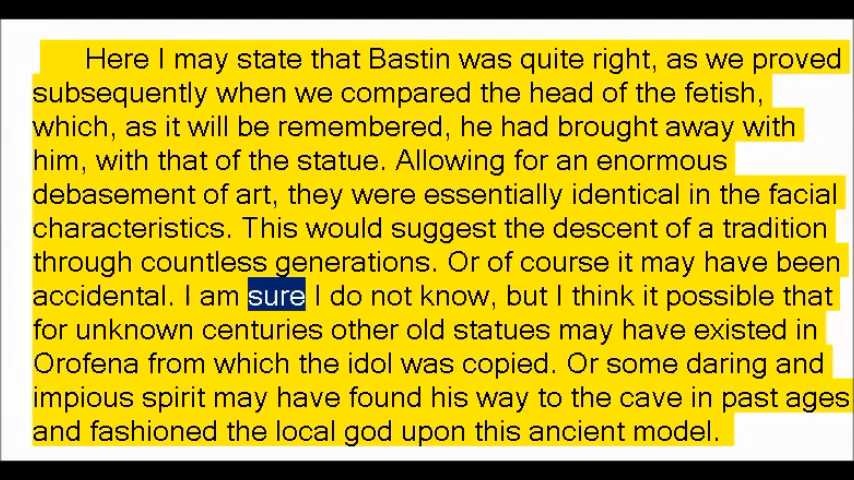 Here I may state that Bastin was quite right, as we proved
subsequently when we compared the head of the fetish,
which, as it will be remembered, he had brought away with
him, with that of the statue. Allowing for an enormous
debasement of art, they were essentially identical in the facial
characteristics. This would suggest the descent of a tradition
through countless generations. Or of course it may have been
accidental. I am sure I do not know, but I think it possible that
for unknown centuries other old statues may have existed in
Orofena from which the idol was copied. Or some daring and
impious spirit may have found his way to the cave in past ages
and fashioned the local god upon this ancient model.